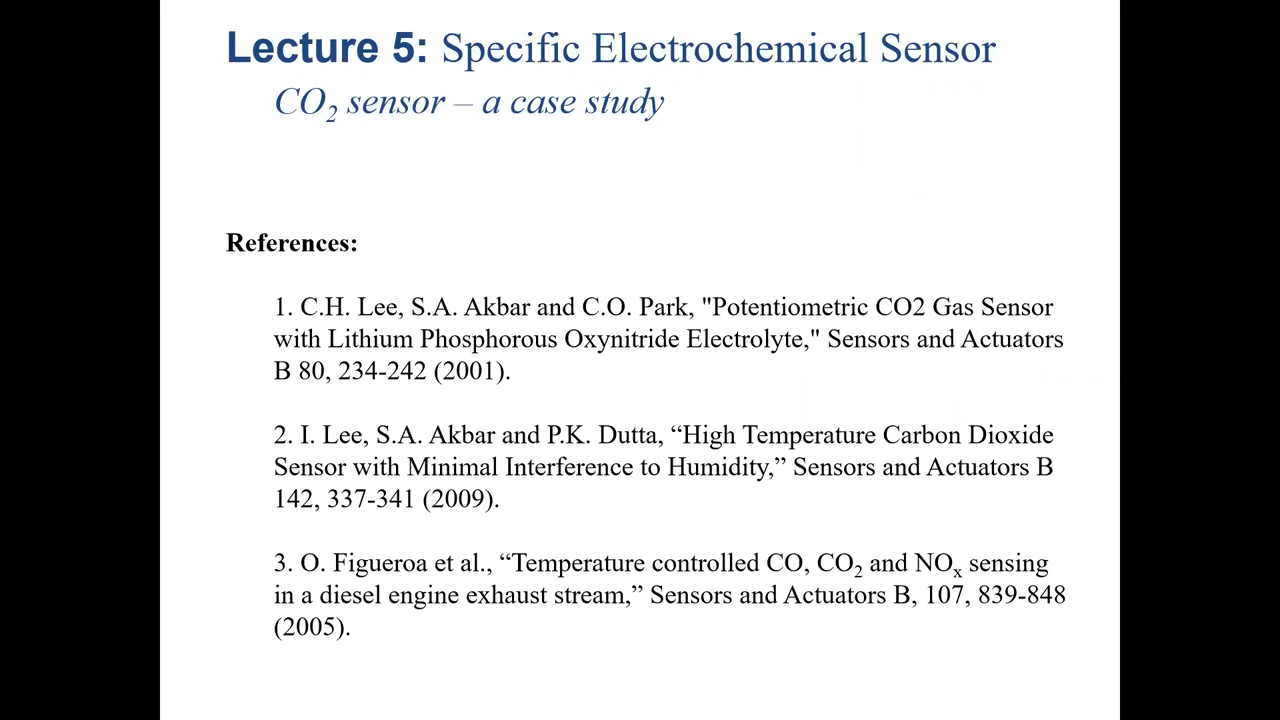 Lecture 5: Specific Electrochemical Sensor
CO₂ sensor – a case study
References:
1. C.H. Lee, S.A. Akbar and C.O. Park, "Potentiometric CO2 Gas Sensor
with Lithium Phosphorous Oxynitride Electrolyte," Sensors and Actuators
B 80, 234-242 (2001).
2. I. Lee, S.A. Akbar and P.K. Dutta, “High Temperature Carbon Dioxide
Sensor with Minimal Interference to Humidity,” Sensors and Actuators B
142, 337-341 (2009).
3. O. Figueroa et al., “Temperature controlled CO, CO₂ and NOₓ sensing
in a diesel engine exhaust stream,” Sensors and Actuators B, 107, 839-848
(2005).